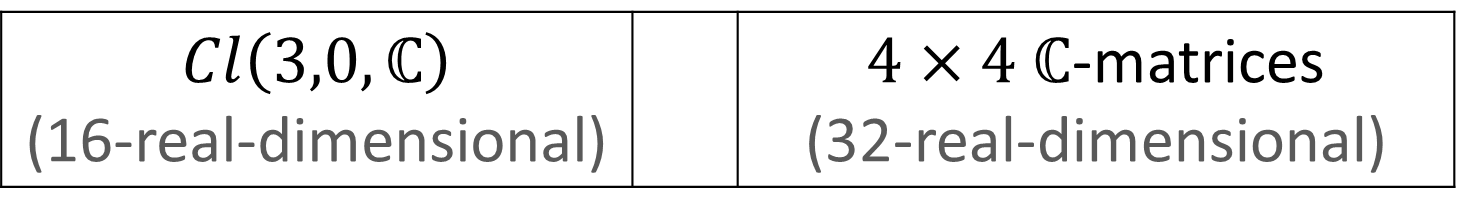 Cl(3,0, ℂ)
(16-real-dimensional)
4 × 4 ℂ-matrices
(32-real-dimensional)